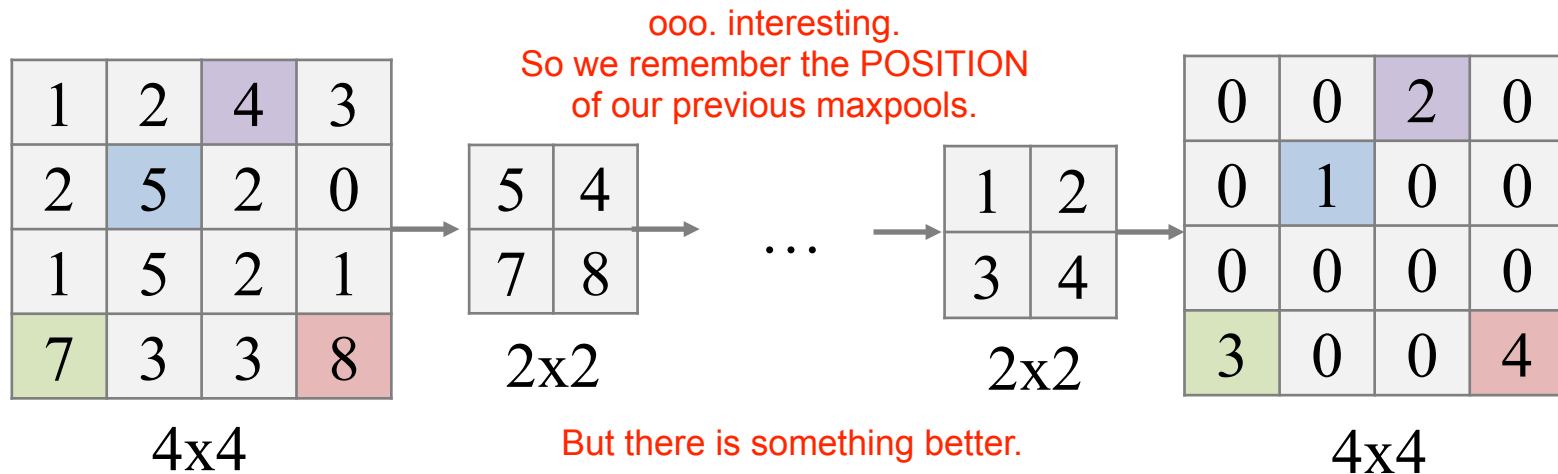 ooo. interesting.
So we remember the POSITION
of our previous maxpools.
1 2 4 3
2 5 2 0
1 5 2 1
7 3 3 8
4x4
5 4
7 8
2x2
...
1 2
3 4
2x2
0 0 2 0
0 1 0 0
0 0 0 0
3 0 0 4
4x4
But there is something better.